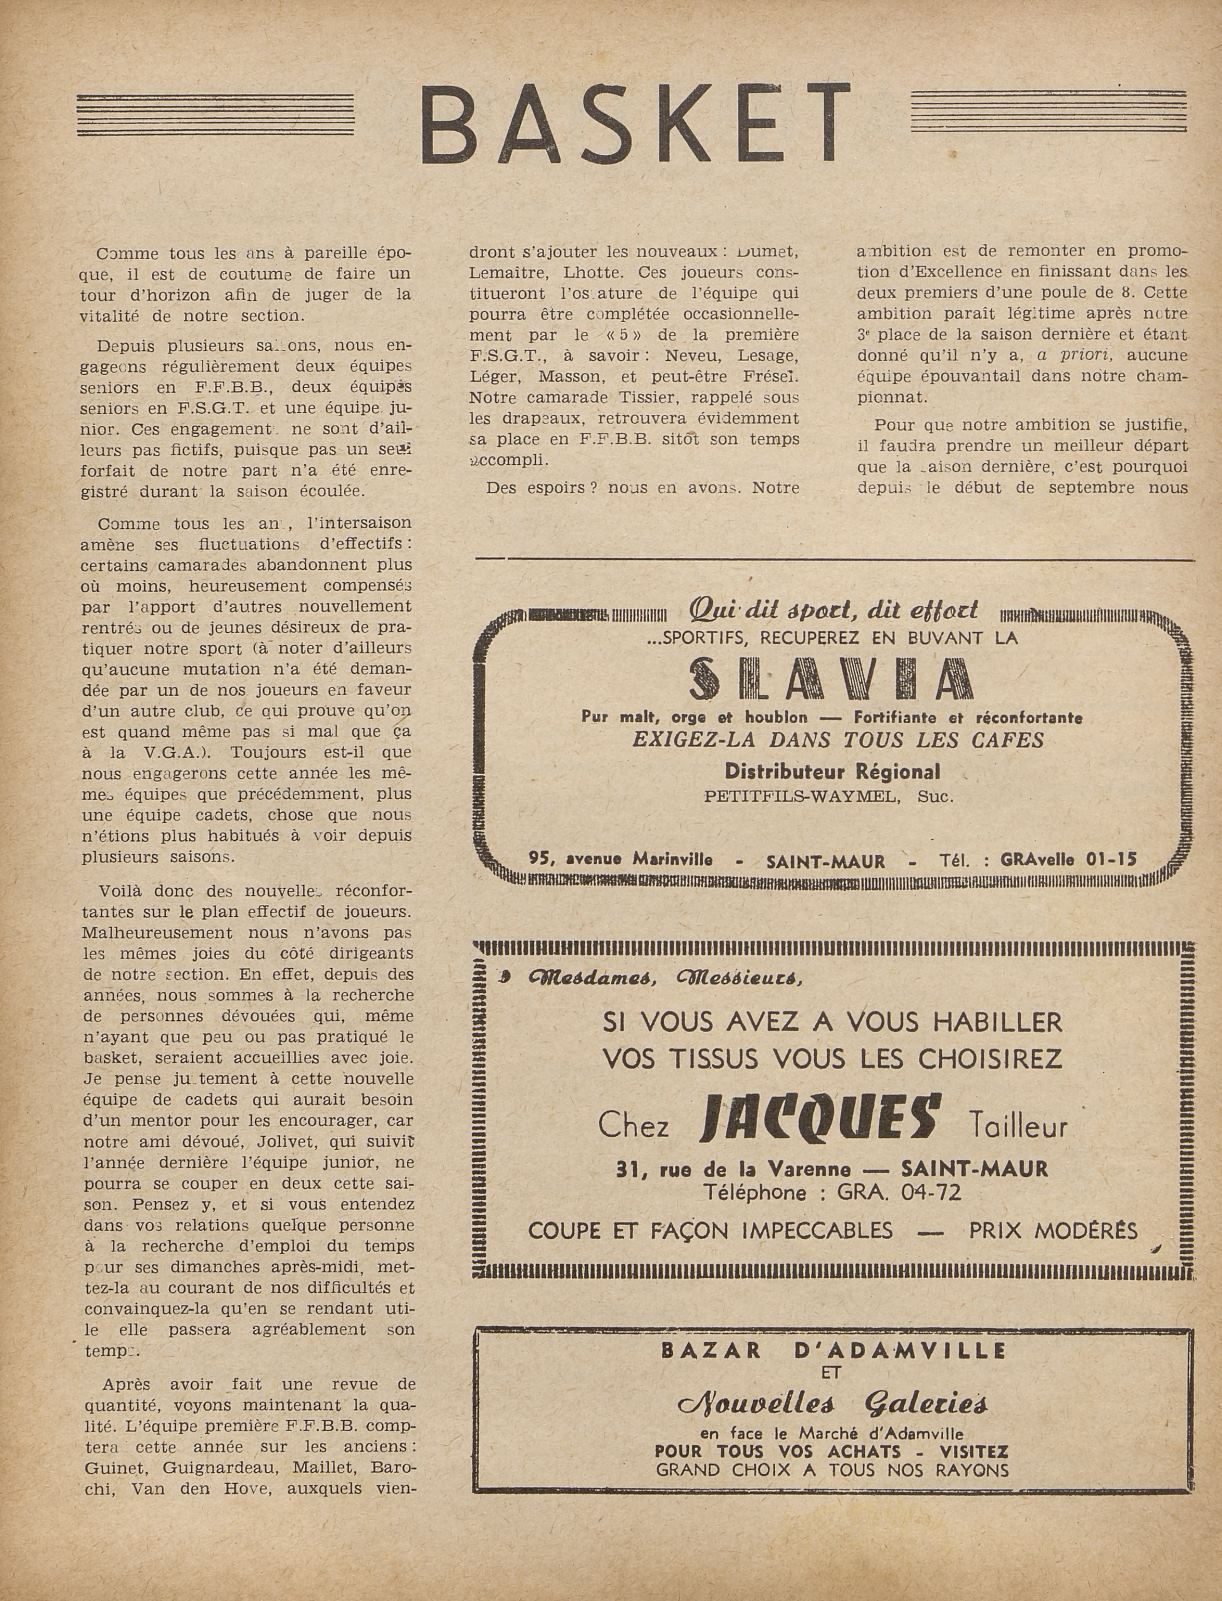 BASKET
Comme tous les ans à pareille épo-
que, il est de coutume de faire un
tour d'horizon afin de juger de la
vitalité de notre section.
Depuis plusieurs saisons, nous en-
gageons régulièrement deux équipes
seniors en F.F.B.B., deux équipes
seniors en F.S.G.T. et une équipe ju-
nior. Ces engagement ne sont d'ail-
leurs pas fictifs, puisque pas un seul
forfait de notre part n'a été enre-
gistré durant la saison écoulée.
Comme tous les an , l'intersaison
amène ses fluctuations d'effectifs :
certains camarades abandonnent plus
où moins, heureusement compensés
par l'apport d'autres nouvellement
rentrés ou de jeunes désireux de pra-
tiquer notre sport (à noter d'ailleurs
qu'aucune mutation n'a été deman-
dée par un de nos joueurs en faveur
d'un autre club, ce qui prouve qu'on
est quand même pas si mal que ça
à la V.G.A.). Toujours est-il que
nous engagerons cette année les mê-
mes équipes que précédemment, plus
une équipe cadets, chose que nous
n'étions plus habitués à voir depuis
plusieurs saisons.
Voilà donc des nouvelles réconfor-
tantes sur le plan effectif de joueurs.
Malheureusement nous n'avons pas
les mêmes joies du côté dirigeants
de notre section. En effet, depuis des
années, nous sommes à la recherche
de personnes dévouées qui, même
n'ayant que peu ou pas pratiqué le
basket, seraient accueillies avec joie.
Je pense justement à cette nouvelle
équipe de cadets qui aurait besoin
d'un mentor pour les encourager, car
notre ami dévoué, Jolivet, qui suivit
l'année dernière l'équipe junior, ne
pourra se couper en deux cette sai-
son. Pensez y, et si vous entendez
dans vos relations quelque personne
à la recherche d'emploi du temps
pour ses dimanches après-midi, met-
tez-la au courant de nos difficultés et
convainquez-la qu'en se rendant uti-
le elle passera agréablement son
temps.
Après avoir fait une revue de
quantité, voyons maintenant la qua-
lité. L'équipe première F.F.B.B. comp-
tera cette année sur les anciens :
Guinet, Guignardeau, Maillet, Baro-
chi, Van den Hove, auxquels vien-
dront s'ajouter les nouveaux : Dumet,
Lemaitre, Lhotte. Ces joueurs cons-
titueront l'ossature de l'équipe qui
pourra être complétée occasionnelle-
ment par le « 5 » de la première
F.S.G.T., à savoir : Neveu, Lesage,
Léger, Masson, et peut-être Frésel.
Notre camarade Tissier, rappelé sous
les drapeaux, retrouvera évidemment
sa place en F.F.B.B. sitôt son temps
accompli.
Des espoirs ? nous en avons. Notre
ambition est de remonter en promo-
tion d'Excellence en finissant dans les
deux premiers d'une poule de 8. Cette
ambition paraît légitime après notre
3e place de la saison dernière et étant
donné qu'il n'y a, a priori, aucune
équipe épouvantail dans notre cham-
pionnat.
Pour que notre ambition se justifie,
il faudra prendre un meilleur départ
que la saison dernière, c'est pourquoi
depuis le début de septembre nous
Qui dit sport, dit effort
...SPORTIFS, RECUPEREZ EN BUVANT LA
SLAVIA
Pur malt, orge et houblon — Fortifiante et réconfortante
EXIGEZ-LA DANS TOUS LES CAFES
Distributeur Régional
PETITFILS-WAYMEL, Suc.
95, avenue Marinville - SAINT-MAUR - Tél. : GRAvelle 01-15
Mesdames, Messieurs,
SI VOUS AVEZ A VOUS HABILLER
VOS TISSUS VOUS LES CHOISIREZ
Chez JACQUES Tailleur
31, rue de la Varenne — SAINT-MAUR
Téléphone : GRA. 04-72
COUPE ET FAÇON IMPECCABLES — PRIX MODÉRÉS
BAZAR D'ADAMVILLE
ET
Nouvelles Galeries
en face le Marché d'Adamville
POUR TOUS VOS ACHATS - VISITEZ
GRAND CHOIX A TOUS NOS RAYONS